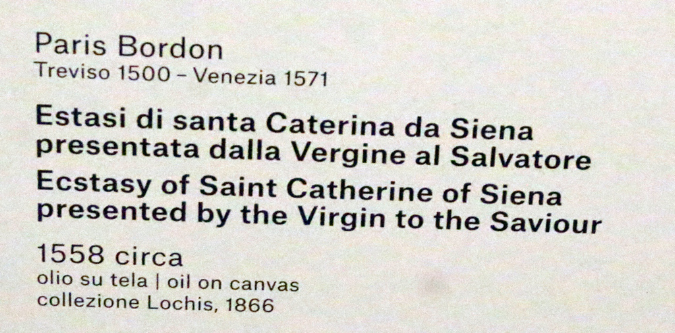 Paris Bordon
Treviso 1500 – Venezia 1571
Estasi di santa Caterina da Siena
presentata dalla Vergine al Salvatore
Ecstasy of Saint Catherine of Siena
presented by the Virgin to the Saviour
1558 circa
olio su tela | oil on canvas
collezione Lochis, 1866